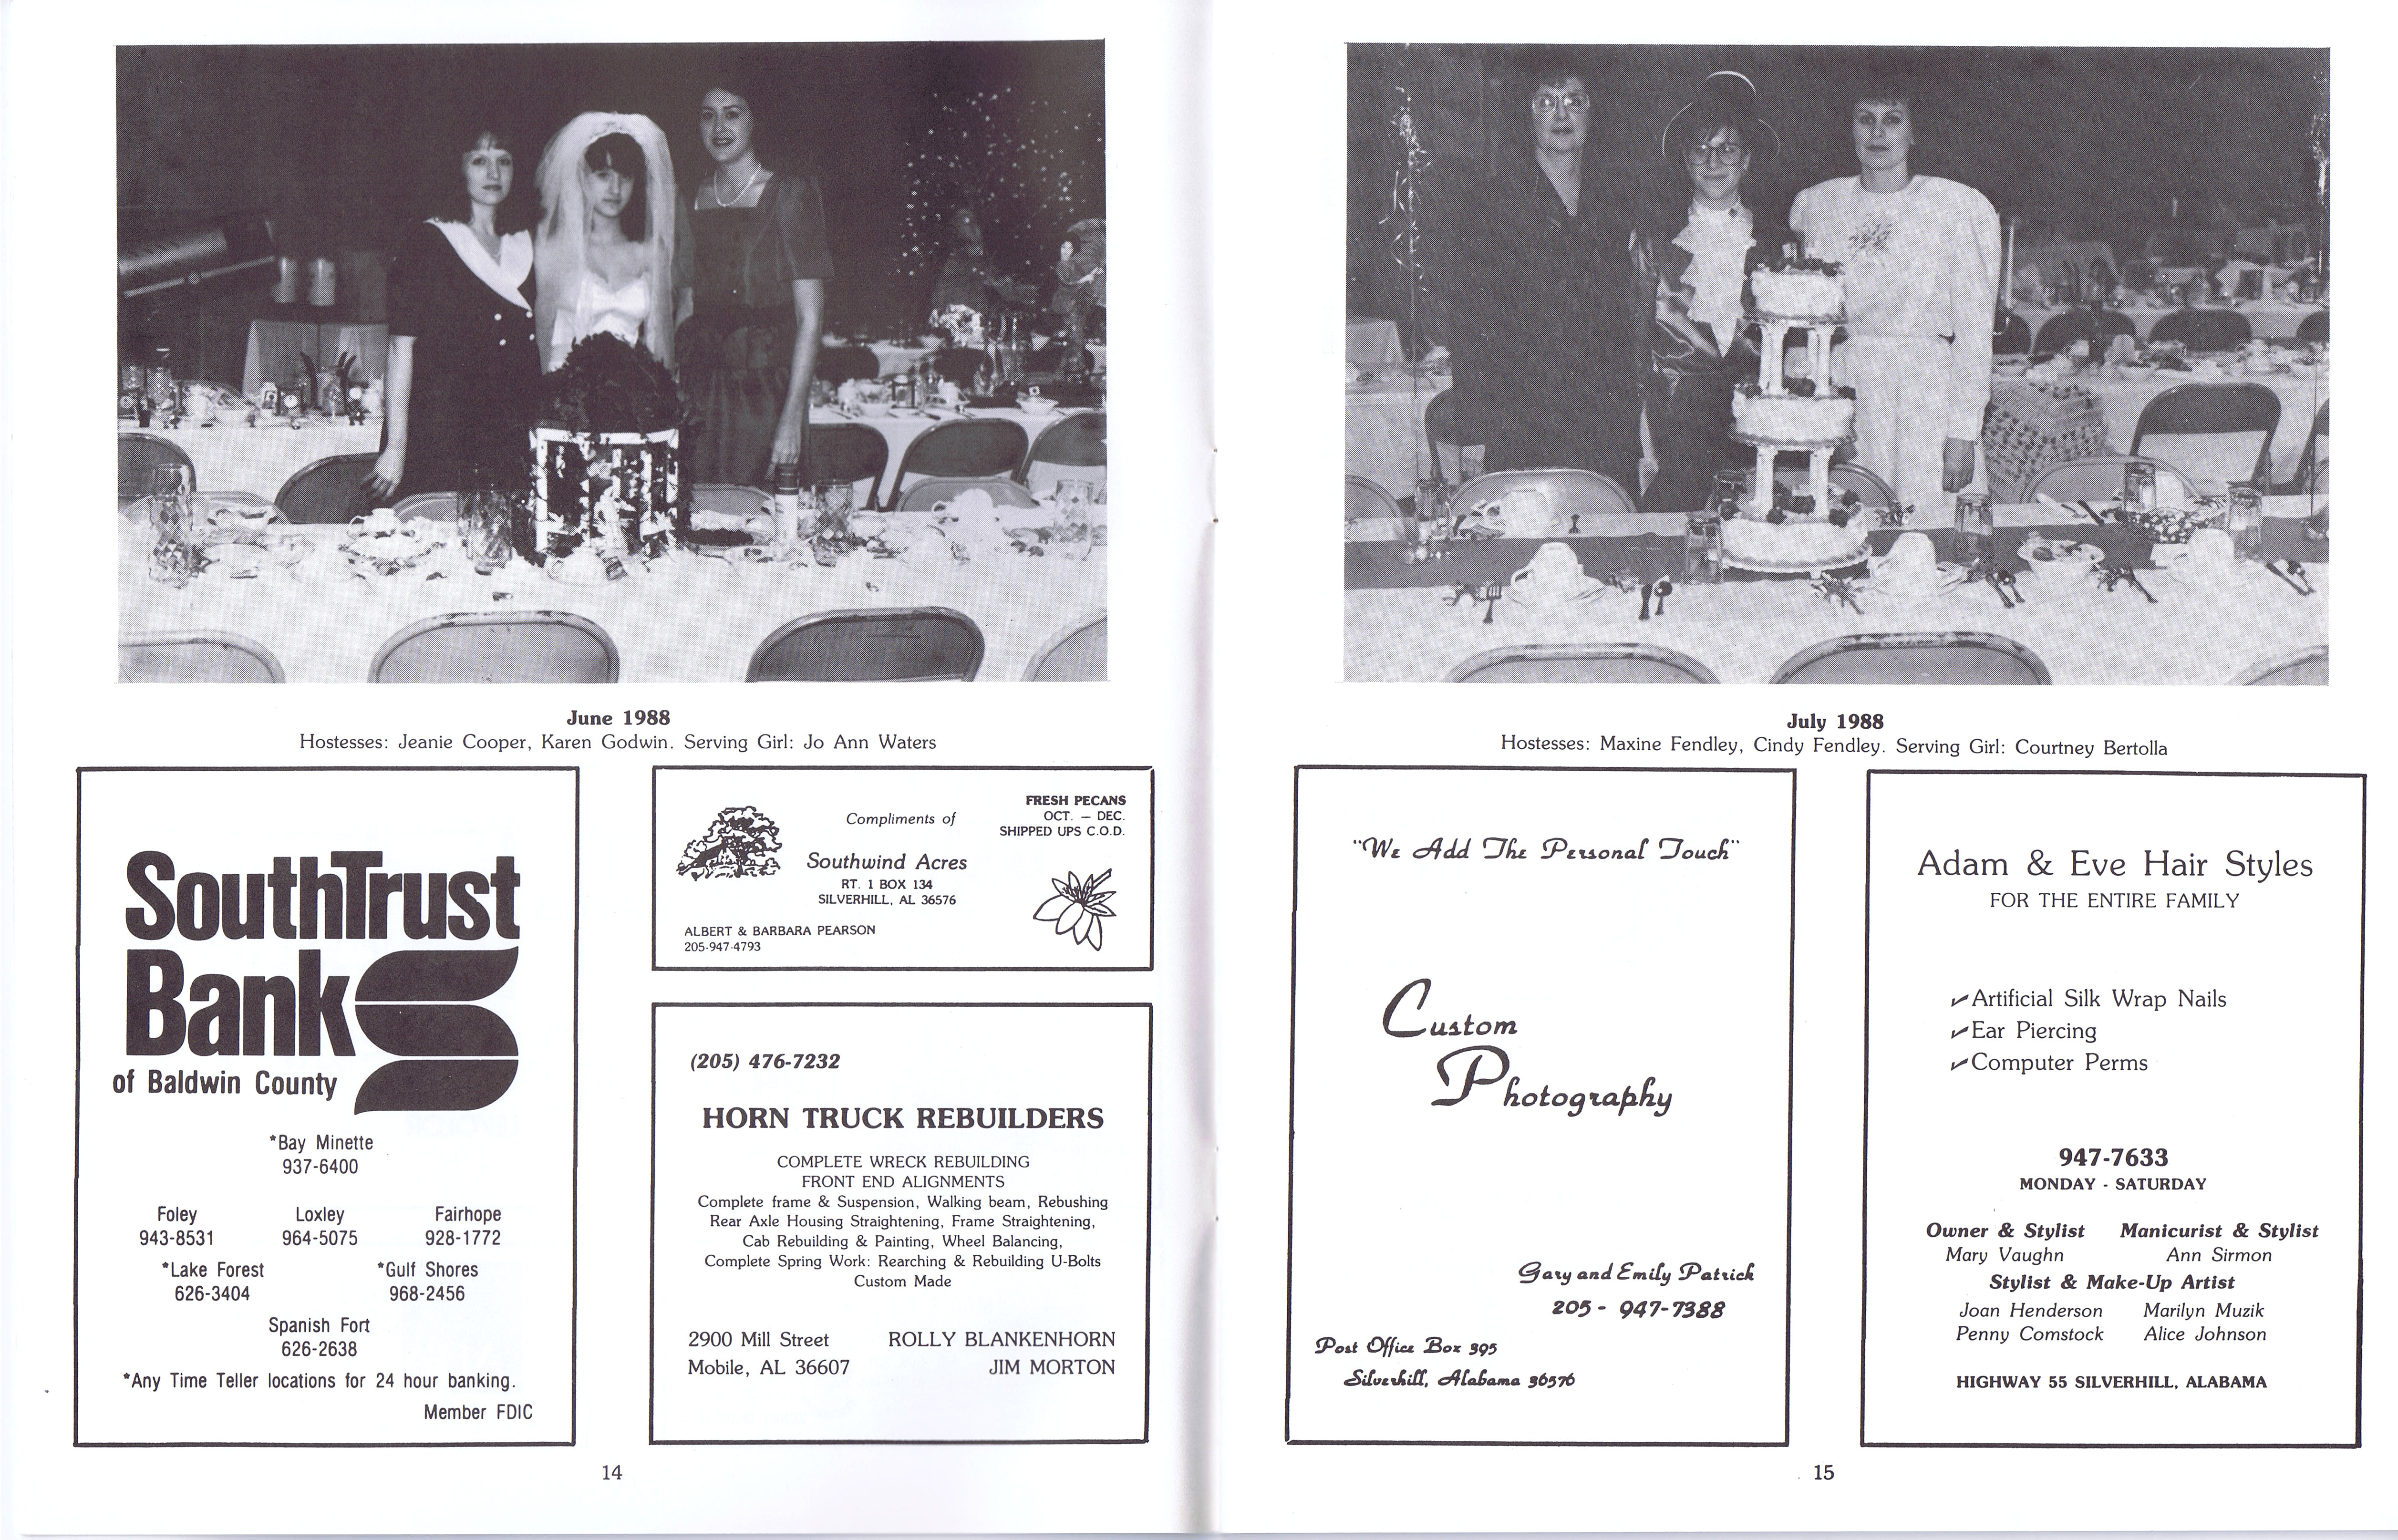 June 1988
Hostesses: Jeanie Cooper, Karen Godwin. Serving Girl: Jo Ann Waters
SouthTrust
Bank
of Baldwin County
*Bay Minette
937-6400
Foley Loxley Fairhope
943-8531 964-5075 928-1772
*Lake Forest *Gulf Shores
626-3404 968-2456
Spanish Fort
626-2638
*Any Time Teller locations for 24 hour banking.
Member FDIC
Compliments of
FRESH PECANS
OCT. — DEC.
SHIPPED UPS C.O.D.
Southwind Acres
RT. 1 BOX 134
SILVERHILL, AL 36576
ALBERT & BARBARA PEARSON
205-947-4793
(205) 476-7232
HORN TRUCK REBUILDERS
COMPLETE WRECK REBUILDING
FRONT END ALIGNMENTS
Complete frame & Suspension, Walking beam, Rebushing
Rear Axle Housing Straightening, Frame Straightening,
Cab Rebuilding & Painting, Wheel Balancing,
Complete Spring Work: Rearching & Rebuilding U-Bolts
Custom Made
2900 Mill Street ROLLY BLANKENHORN
Mobile, AL 36607 JIM MORTON
14
July 1988
Hostesses: Maxine Fendley, Cindy Fendley. Serving Girl: Courtney Bertolla
"We Add The Personal Touch"
Custom
Photography
Gary and Emily Patrick
205 - 947-7388
Post Office Box 395
Silverhill, Alabama 36576
Adam & Eve Hair Styles
FOR THE ENTIRE FAMILY
✓Artificial Silk Wrap Nails
✓Ear Piercing
✓Computer Perms
947-7633
MONDAY - SATURDAY
Owner & Stylist Manicurist & Stylist
Mary Vaughn Ann Sirmon
Stylist & Make-Up Artist
Joan Henderson Marilyn Muzik
Penny Comstock Alice Johnson
HIGHWAY 55 SILVERHILL, ALABAMA
15